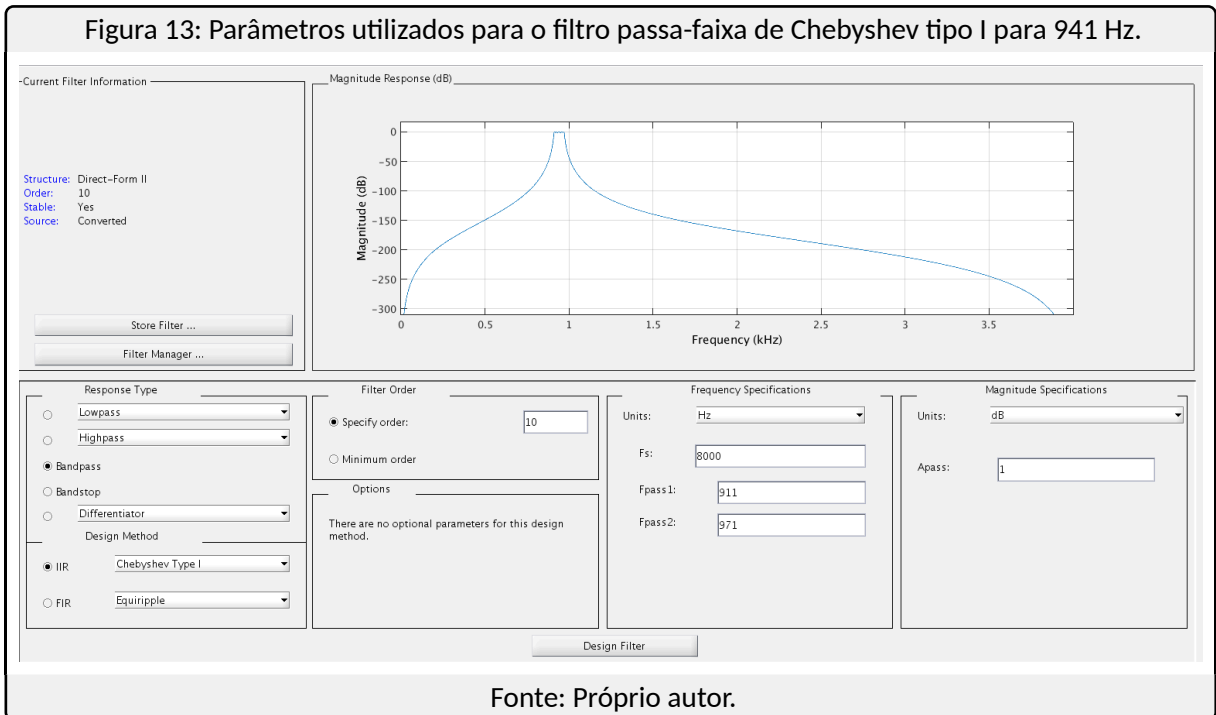 Figura 13: Parâmetros utilizados para o filtro passa-faixa de Chebyshev tipo I para 941 Hz.
Current Filter Information
Structure: Direct-Form II
Order: 10
Stable: Yes
Source: Converted
Store Filter ...
Filter Manager ...
Magnitude Response (dB)
Magnitude (dB)
0
-50
-100
-150
-200
-250
-300
0 0.5 1 1.5 2 2.5 3 3.5
Frequency (kHz)
Response Type
Lowpass
Highpass
Bandpass
Bandstop
Differentiator
Design Method
IIR Chebyshev Type I
FIR Equiripple
Filter Order
Specify order: 10
Minimum order
Options
There are no optional parameters for this design
method.
Frequency Specifications
Units: Hz
Fs: 8000
Fpass1: 911
Fpass2: 971
Magnitude Specifications
Units: dB
Apass: 1
Design Filter
Fonte: Próprio autor.